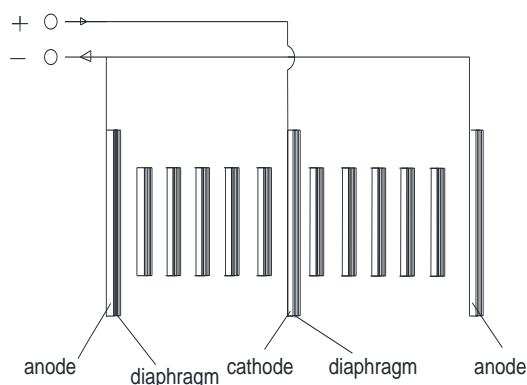 +
−
anode
diaphragm
cathode
diaphragm
anode